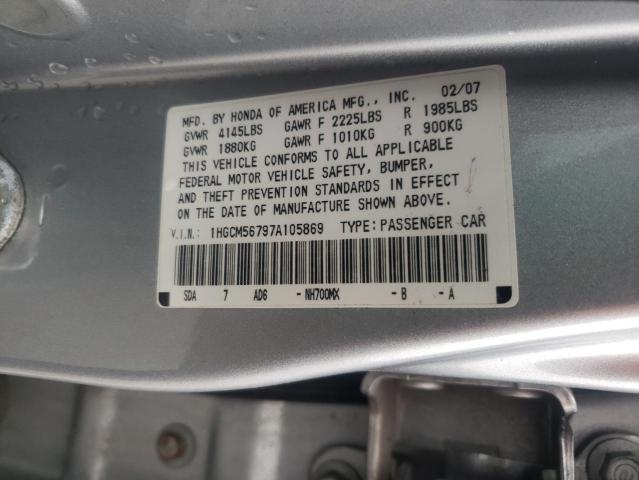 MFD. BY HONDA OF AMERICA MFG., INC. 02/07
GVWR 4145LBS GAWR F 2225LBS R 1985LBS
GVWR 1880KG GAWR F 1010KG R 900KG
THIS VEHICLE CONFORMS TO ALL APPLICABLE
FEDERAL MOTOR VEHICLE SAFETY, BUMPER,
AND THEFT PREVENTION STANDARDS IN EFFECT
ON THE DATE OF MANUFACTURE SHOWN ABOVE.
V.I.N.: 1HGCM56797A105869 TYPE: PASSENGER CAR
SDA 7 AD6 -NH700MX -B -A